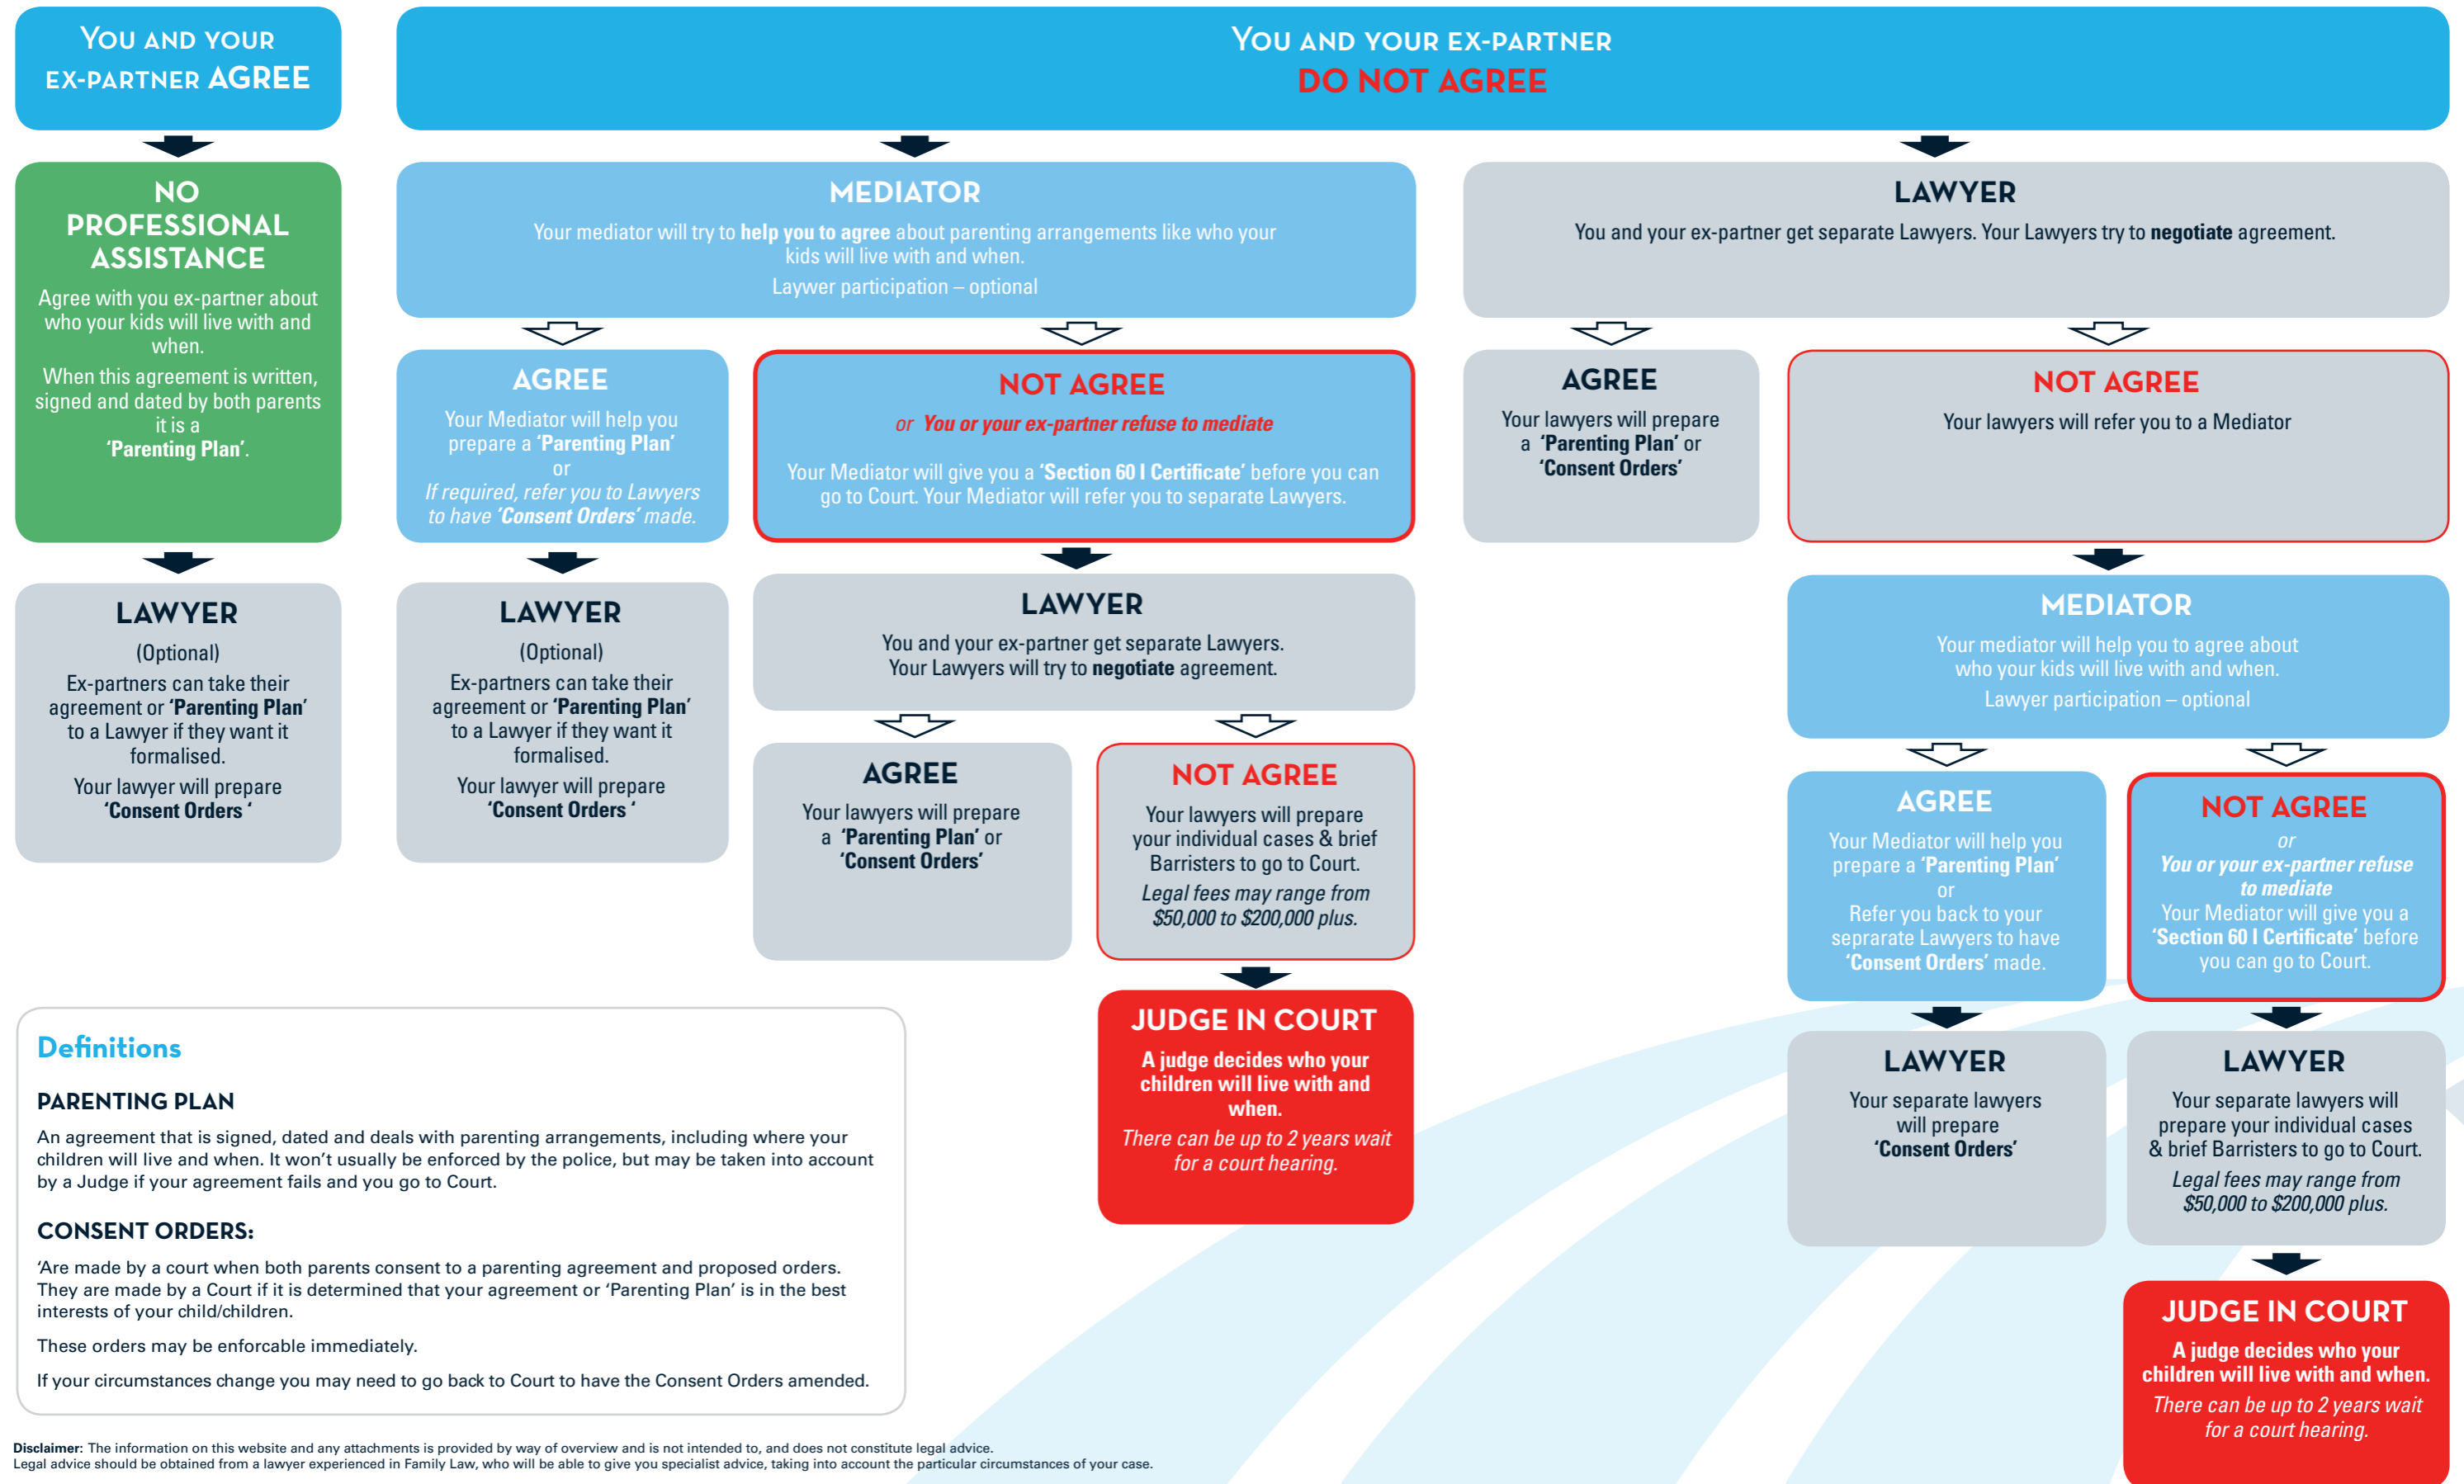 YOU AND YOUR
EX-PARTNER AGREE
NO
PROFESSIONAL
ASSISTANCE
Agree with you ex-partner about
who your kids will live with and
when.
When this agreement is written,
signed and dated by both parents
it is a
‘Parenting Plan’.
LAWYER
(Optional)
Ex-partners can take their
agreement or ‘Parenting Plan’
to a Lawyer if they want it
formalised.
Your lawyer will prepare
‘Consent Orders ‘
YOU AND YOUR EX-PARTNER
DO NOT AGREE
MEDIATOR
Your mediator will try to help you to agree about parenting arrangements like who your
kids will live with and when.
Laywer participation – optional
AGREE
Your Mediator will help you
prepare a ‘Parenting Plan’
or
If required, refer you to Lawyers
to have ’Consent Orders’ made.
LAWYER
(Optional)
Ex-partners can take their
agreement or ‘Parenting Plan’
to a Lawyer if they want it
formalised.
Your lawyer will prepare
‘Consent Orders ‘
NOT AGREE
or You or your ex-partner refuse to mediate
Your Mediator will give you a ‘Section 60 I Certificate’ before you can
go to Court. Your Mediator will refer you to separate Lawyers.
LAWYER
You and your ex-partner get separate Lawyers.
Your Lawyers will try to negotiate agreement.
AGREE
Your lawyers will prepare
a ‘Parenting Plan’ or
‘Consent Orders’
NOT AGREE
Your lawyers will prepare
your individual cases & brief
Barristers to go to Court.
Legal fees may range from
$50,000 to $200,000 plus.
JUDGE IN COURT
A judge decides who your
children will live with and
when.
There can be up to 2 years wait
for a court hearing.
LAWYER
You and your ex-partner get separate Lawyers. Your Lawyers try to negotiate agreement.
AGREE
Your lawyers will prepare
a ‘Parenting Plan’ or
‘Consent Orders’
NOT AGREE
Your lawyers will refer you to a Mediator
MEDIATOR
Your mediator will help you to agree about
who your kids will live with and when.
Lawyer participation – optional
AGREE
Your Mediator will help you
prepare a ‘Parenting Plan’
or
Refer you back to your
seprarate Lawyers to have
‘Consent Orders’ made.
LAWYER
Your separate lawyers
will prepare
‘Consent Orders’
NOT AGREE
or
You or your ex-partner refuse
to mediate
Your Mediator will give you a
‘Section 60 I Certificate’ before
you can go to Court.
LAWYER
Your separate lawyers will
prepare your individual cases
& brief Barristers to go to Court.
Legal fees may range from
$50,000 to $200,000 plus.
JUDGE IN COURT
A judge decides who your
children will live with and when.
There can be up to 2 years wait
for a court hearing.
Definitions
PARENTING PLAN
An agreement that is signed, dated and deals with parenting arrangements, including where your
children will live and when. It won’t usually be enforced by the police, but may be taken into account
by a Judge if your agreement fails and you go to Court.
CONSENT ORDERS:
‘Are made by a court when both parents consent to a parenting agreement and proposed orders.
They are made by a Court if it is determined that your agreement or ‘Parenting Plan’ is in the best
interests of your child/children.
These orders may be enforcable immediately.
If your circumstances change you may need to go back to Court to have the Consent Orders amended.
Disclaimer: The information on this website and any attachments is provided by way of overview and is not intended to, and does not constitute legal advice.
Legal advice should be obtained from a lawyer experienced in Family Law, who will be able to give you specialist advice, taking into account the particular circumstances of your case.